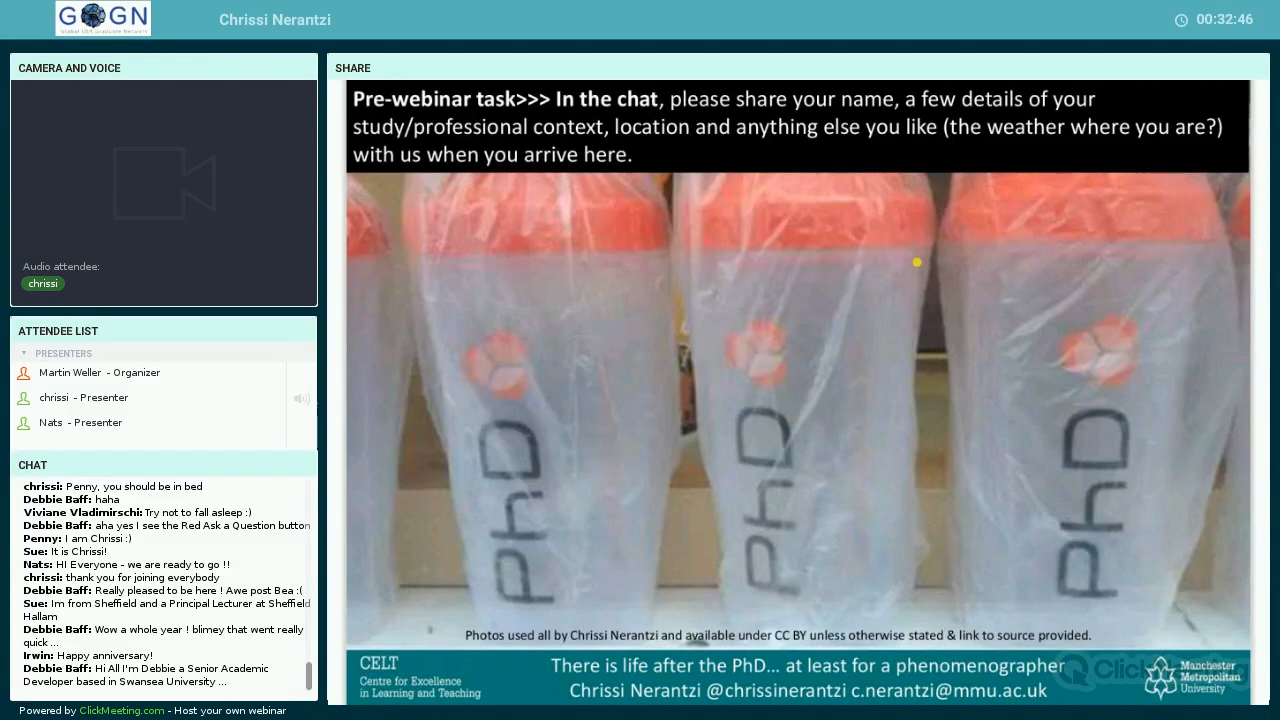 GOGN
Global OER Graduate Network
Chrissi Nerantzi
00:32:46
CAMERA AND VOICE
Audio attendee:
chrissi
ATTENDEE LIST
PRESENTERS
Martin Weller - Organizer
chrissi - Presenter
Nats - Presenter
CHAT
chrissi: Penny, you should be in bed
Debbie Baff: haha
Viviane Vladimirschi: Try not to fall asleep :)
Debbie Baff: aha yes I see the Red Ask a Question button
Penny: I am Chrissi :)
Sue: It is Chrissi!
Nats: HI Everyone - we are ready to go !!
chrissi: thank you for joining everybody
Debbie Baff: Really pleased to be here ! Awe post Bea :(
Sue: Im from Sheffield and a Principal Lecturer at Sheffield
Hallam
Debbie Baff: Wow a whole year ! blimey that went really
quick ...
Irwin: Happy anniversary!
Debbie Baff: Hi All I'm Debbie a Senior Academic
Developer based in Swansea University ...
Powered by ClickMeeting.com - Host your own webinar
SHARE
Pre-webinar task>>> In the chat, please share your name, a few details of your
study/professional context, location and anything else you like (the weather where you are?)
with us when you arrive here.
PhD
PhD
PhD
Photos used all by Chrissi Nerantzi and available under CC BY unless otherwise stated & link to source provided.
CELT
Centre for Excellence
in Learning and Teaching
There is life after the PhD... at least for a phenomenographer
Chrissi Nerantzi @chrissinerantzi c.nerantzi@mmu.ac.uk
ClickMeeting
Manchester
Metropolitan
University